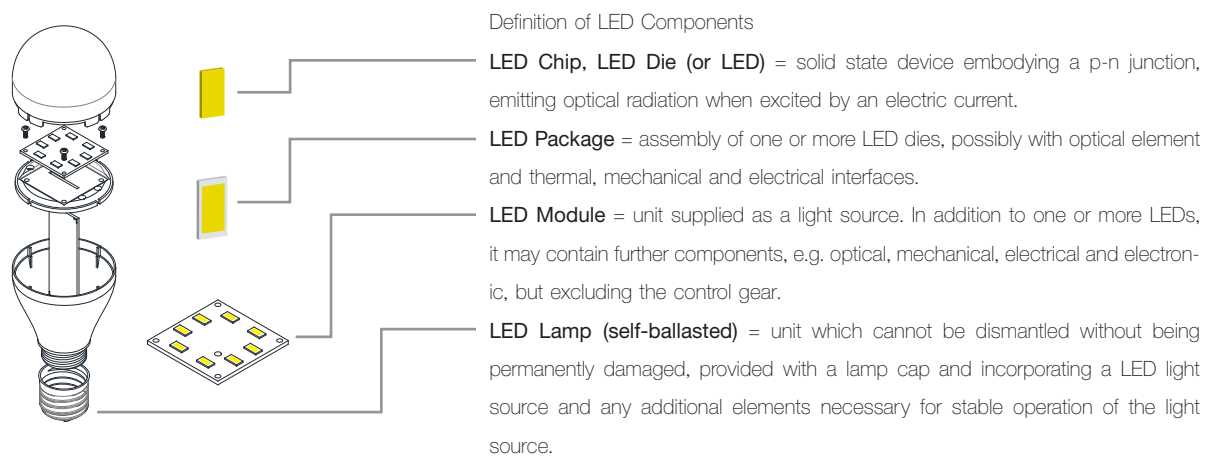 Definition of LED Components
LED Chip, LED Die (or LED) = solid state device embodying a p-n junction,
emitting optical radiation when excited by an electric current.
LED Package = assembly of one or more LED dies, possibly with optical element
and thermal, mechanical and electrical interfaces.
LED Module = unit supplied as a light source. In addition to one or more LEDs,
it may contain further components, e.g. optical, mechanical, electrical and electron-
ic, but excluding the control gear.
LED Lamp (self-ballasted) = unit which cannot be dismantled without being
permanently damaged, provided with a lamp cap and incorporating a LED light
source and any additional elements necessary for stable operation of the light
source.